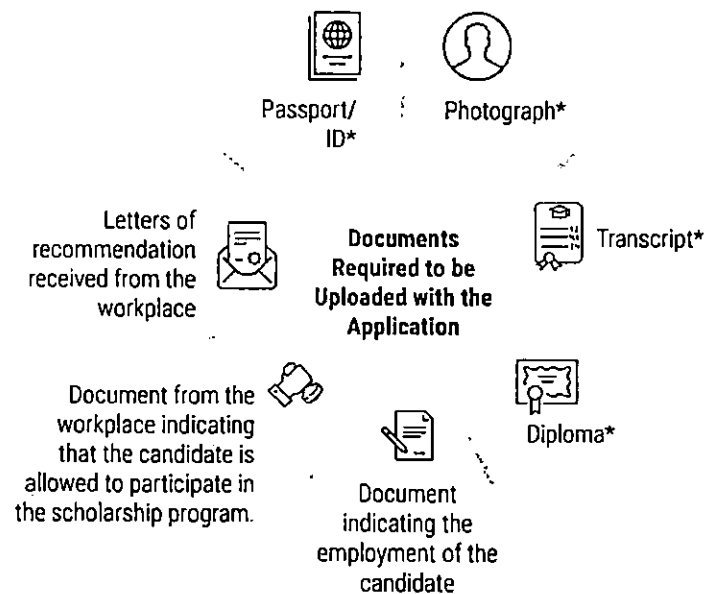 Passport/
ID*
Photograph*
Letters of
recommendation
received from the
workplace
Documents
Required to be
Uploaded with the
Application
Transcript*
Document from the
workplace indicating
that the candidate is
allowed to participate in
the scholarship program.
Diploma*
Document
indicating the
employment of the
candidate